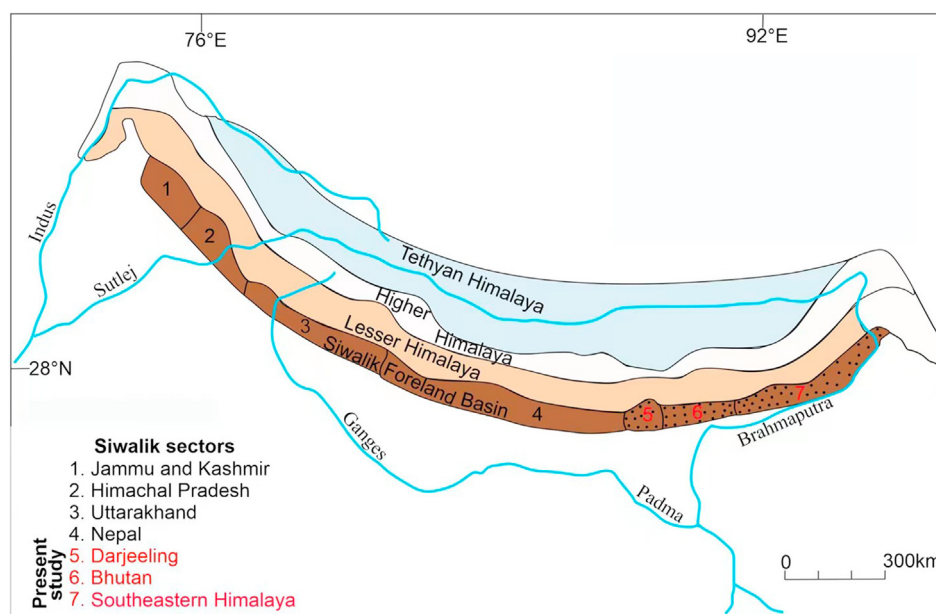 76°E
92°E
Indus
Sutlej
Tethyan Himalaya
Higher Himalaya
Lesser Himalaya
Siwalik Foreland Basin
28°N
1
2
3
4
5
6
7
Ganges
Brahmaputra
Padma
Siwalik sectors
1. Jammu and Kashmir
2. Himachal Pradesh
3. Uttarakhand
4. Nepal
Present study
5. Darjeeling
6. Bhutan
7. Southeastern Himalaya
0 300km